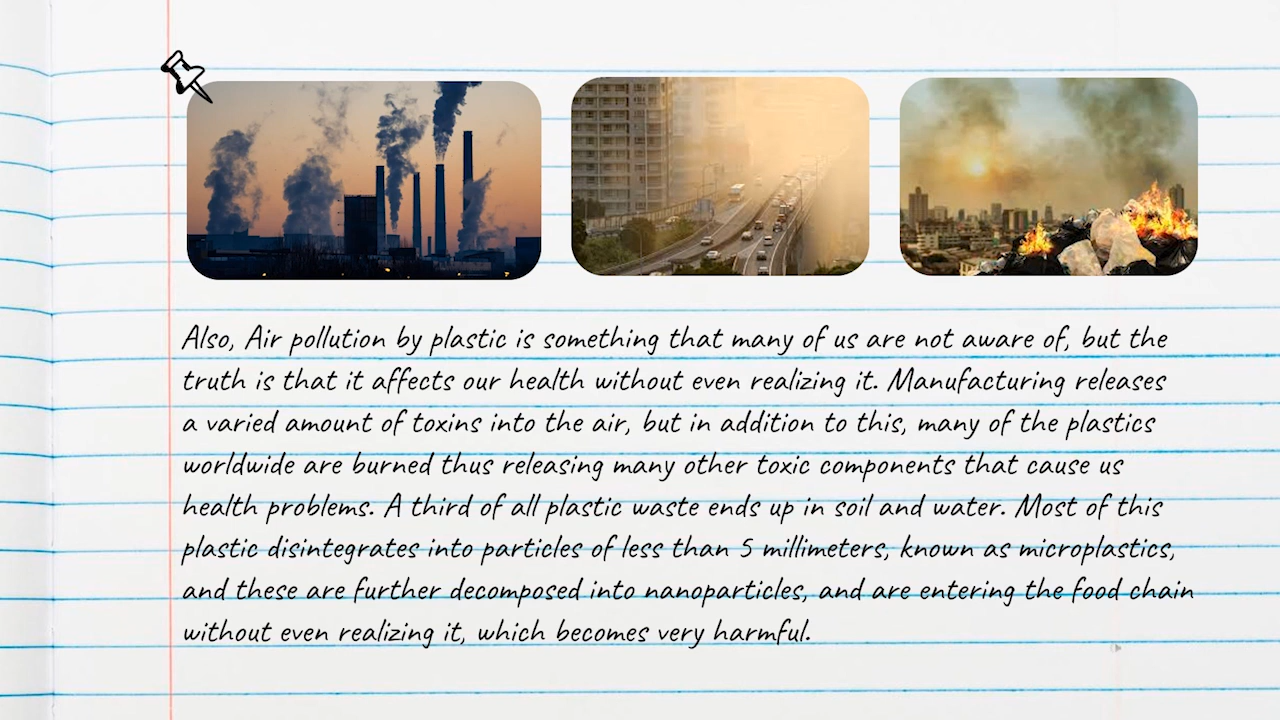 Also, Air pollution by plastic is something that many of us are not aware of, but the
truth is that it affects our health without even realizing it. Manufacturing releases
a varied amount of toxins into the air, but in addition to this, many of the plastics
worldwide are burned thus releasing many other toxic components that cause us
health problems. A third of all plastic waste ends up in soil and water. Most of this
plastic disintegrates into particles of less than 5 millimeters, known as microplastics,
and these are further decomposed into nanoparticles, and are entering the food chain
without even realizing it, which becomes very harmful.